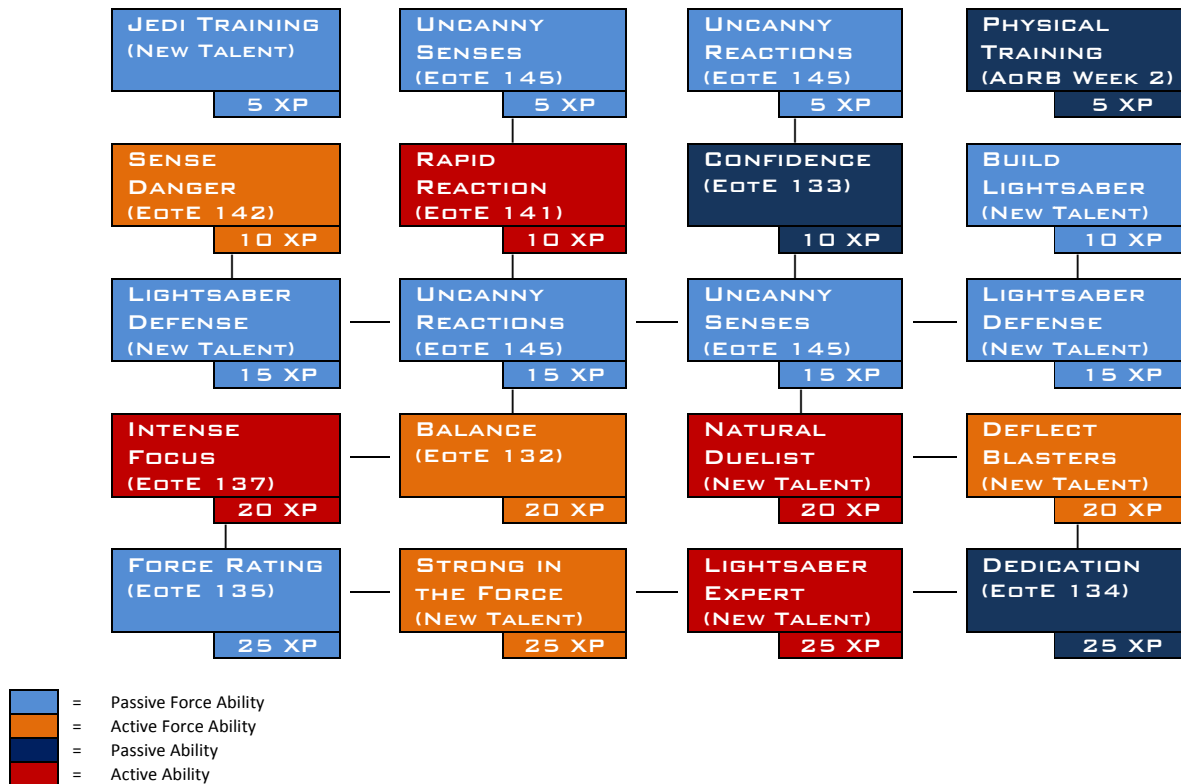 Jedi Training
(New Talent)
5 XP
Uncanny
Senses
(EotE 145)
5 XP
Uncanny
Reactions
(EotE 145)
5 XP
Physical
Training
(AoRB Week 2)
5 XP
Sense
Danger
(EotE 142)
10 XP
Rapid
Reaction
(EotE 141)
10 XP
Confidence
(EotE 133)
10 XP
Build
Lightsaber
(New Talent)
10 XP
Lightsaber
Defense
(New Talent)
15 XP
Uncanny
Reactions
(EotE 145)
15 XP
Uncanny
Senses
(EotE 145)
15 XP
Lightsaber
Defense
(New Talent)
15 XP
Intense
Focus
(EotE 137)
20 XP
Balance
(EotE 132)
20 XP
Natural
Duelist
(New Talent)
20 XP
Deflect
Blasters
(New Talent)
20 XP
Force Rating
(EotE 135)
25 XP
Strong in
the Force
(New Talent)
25 XP
Lightsaber
Expert
(New Talent)
25 XP
Dedication
(EotE 134)
25 XP
= Passive Force Ability
= Active Force Ability
= Passive Ability
= Active Ability